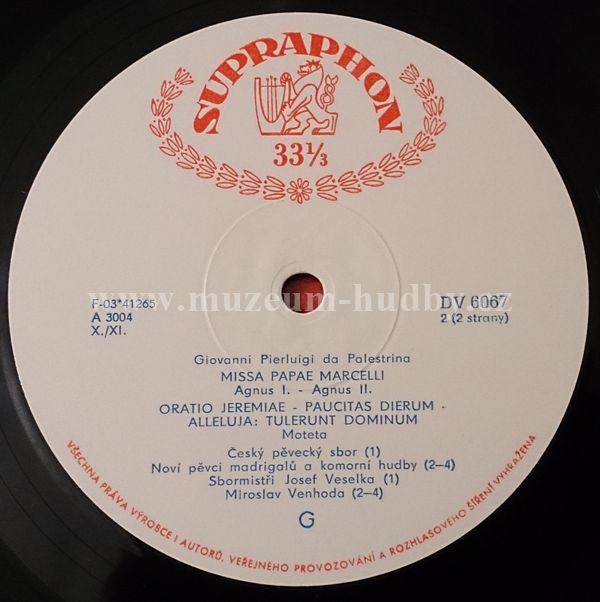 SUPRAPHON
33⅓
www.muzeum-hudby.cz
F-03*41265
A 3004
X./XI.
DV 6067
2 (2 strany)
Giovanni Pierluigi da Palestrina
MISSA PAPAE MARCELLI
Agnus I. - Agnus II.
ORATIO JEREMIAE - PAUCITAS DIERUM -
ALLELUJA: TULERUNT DOMINUM
Moteta
Český pěvecký sbor (1)
Noví pěvci madrigalů a komorní hudby (2-4)
Sbormistři Josef Veselka (1)
Miroslav Venhoda (2-4)
G
VŠECHNA PRÁVA VÝROBCE I AUTORŮ, VEŘEJNÉHO PROVOZOVÁNÍ A ROZHLASOVÉHO ŠÍŘENÍ VYHRAŽENA